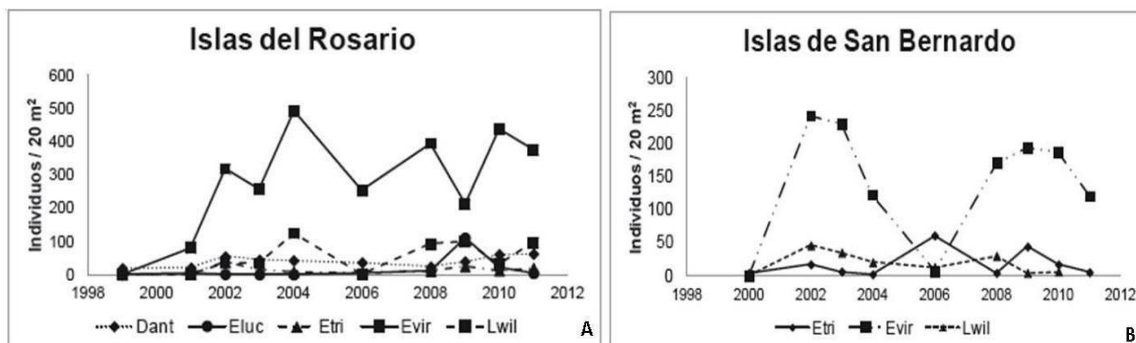 Islas del Rosario
Individuos / 20 m²
600
500
400
300
200
100
0
1998 2000 2002 2004 2006 2008 2010 2012
Dant Eluc Etri Evir Lwil
A
Islas de San Bernardo
Individuos / 20 m²
300
250
200
150
100
50
0
1998 2000 2002 2004 2006 2008 2010 2012
Etri Evir Lwil
B